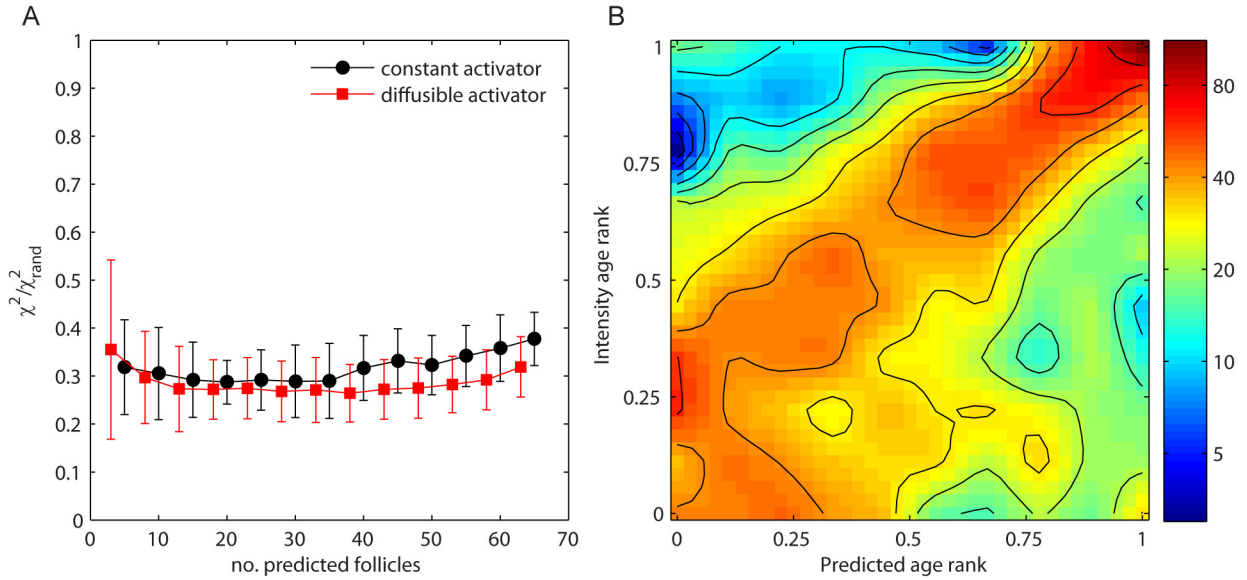 A
1
0.9
0.8
0.7
0.6
0.5
0.4
0.3
0.2
0.1
0
χ²/χ²rand
constant activator
diffusible activator
0 10 20 30 40 50 60 70
no. predicted follicles
B
1
0.75
0.5
0.25
0
Intensity age rank
0 0.25 0.5 0.75 1
Predicted age rank
80
40
20
10
5